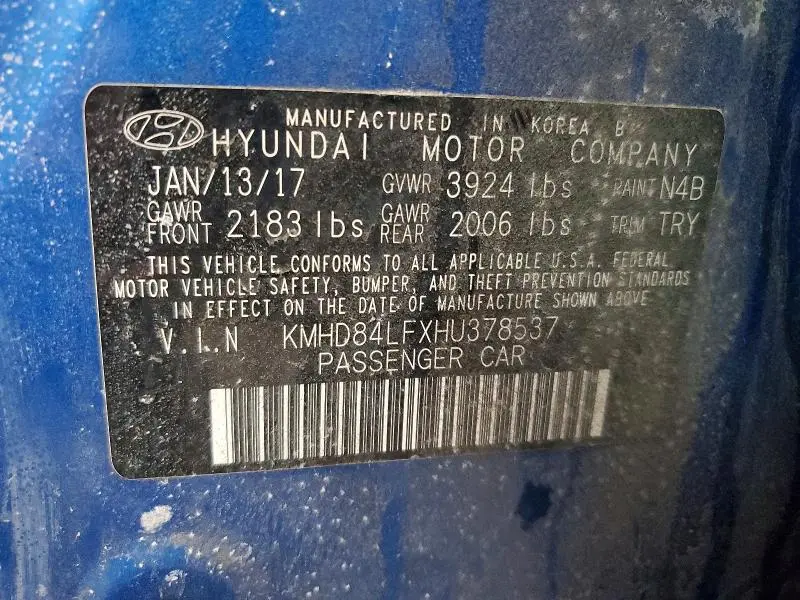 MANUFACTURED IN KOREA B
HYUNDAI MOTOR COMPANY
JAN/13/17 GVWR 3924 lbs PAINT N4B
GAWR FRONT 2183 lbs GAWR REAR 2006 lbs TRIM TRY
THIS VEHICLE CONFORMS TO ALL APPLICABLE U.S.A. FEDERAL
MOTOR VEHICLE SAFETY, BUMPER, AND THEFT PREVENTION STANDARDS
IN EFFECT ON THE DATE OF MANUFACTURE SHOWN ABOVE
V.I.N KMHD84LFXHU378537
PASSENGER CAR